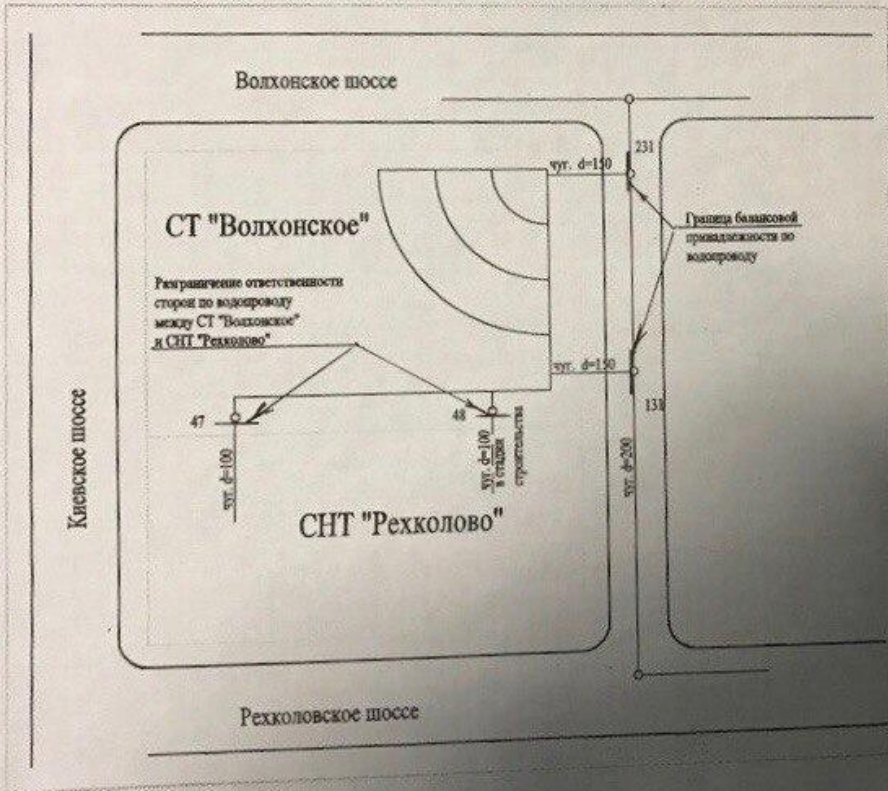 Волхонское шоссе
231
чуг. d=150
СТ "Волхонское"
Граница балансовой
принадлежности по
водопроводу
Разграничение ответственности
сторон по водопроводу
между СТ "Волхонское"
и СНТ "Рехколово"
чуг. d=150
131
47
48
Киевское шоссе
чуг. d=100
чуг. d=100
в стадии
строительства
чуг. d=200
СНТ "Рехколово"
Рехколовское шоссе